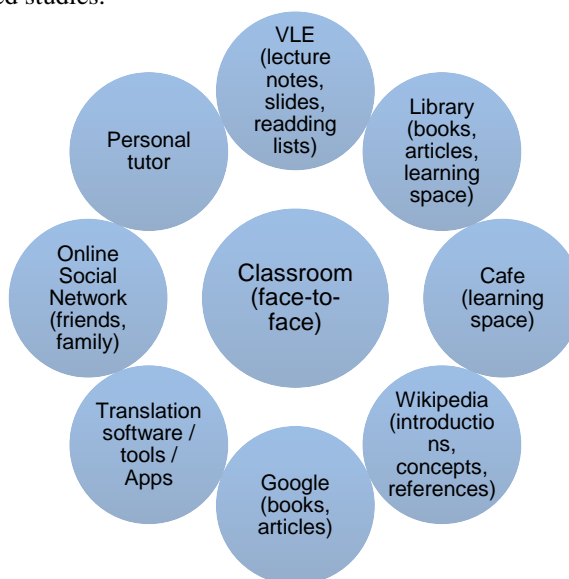 ed studies.
VLE
(lecture
notes,
slides,
readding
lists)
Library
(books,
articles,
learning
space)
Cafe
(learning
space)
Wikipedia
(introductio
ns,
concepts,
references)
Google
(books,
articles)
Translation
software /
tools /
Apps
Online
Social
Network
(friends,
family)
Personal
tutor
Classroom
(face-to-
face)